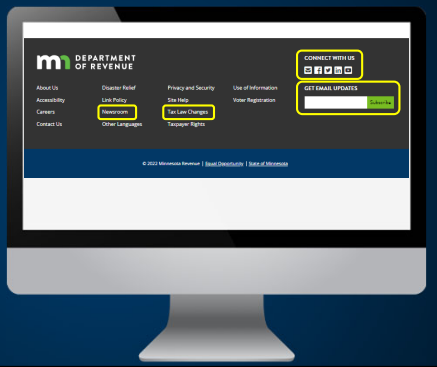 DEPARTMENT
OF REVENUE
CONNECT WITH US
About Us Disaster Relief Privacy and Security Use of Information
GET EMAIL UPDATES
Accessibility Link Policy Site Help Voter Registration
Subscribe
Careers Newsroom Tax Law Changes
Contact Us Other Languages Taxpayer Rights
© 2022 Minnesota Revenue | Equal Opportunity | State of Minnesota